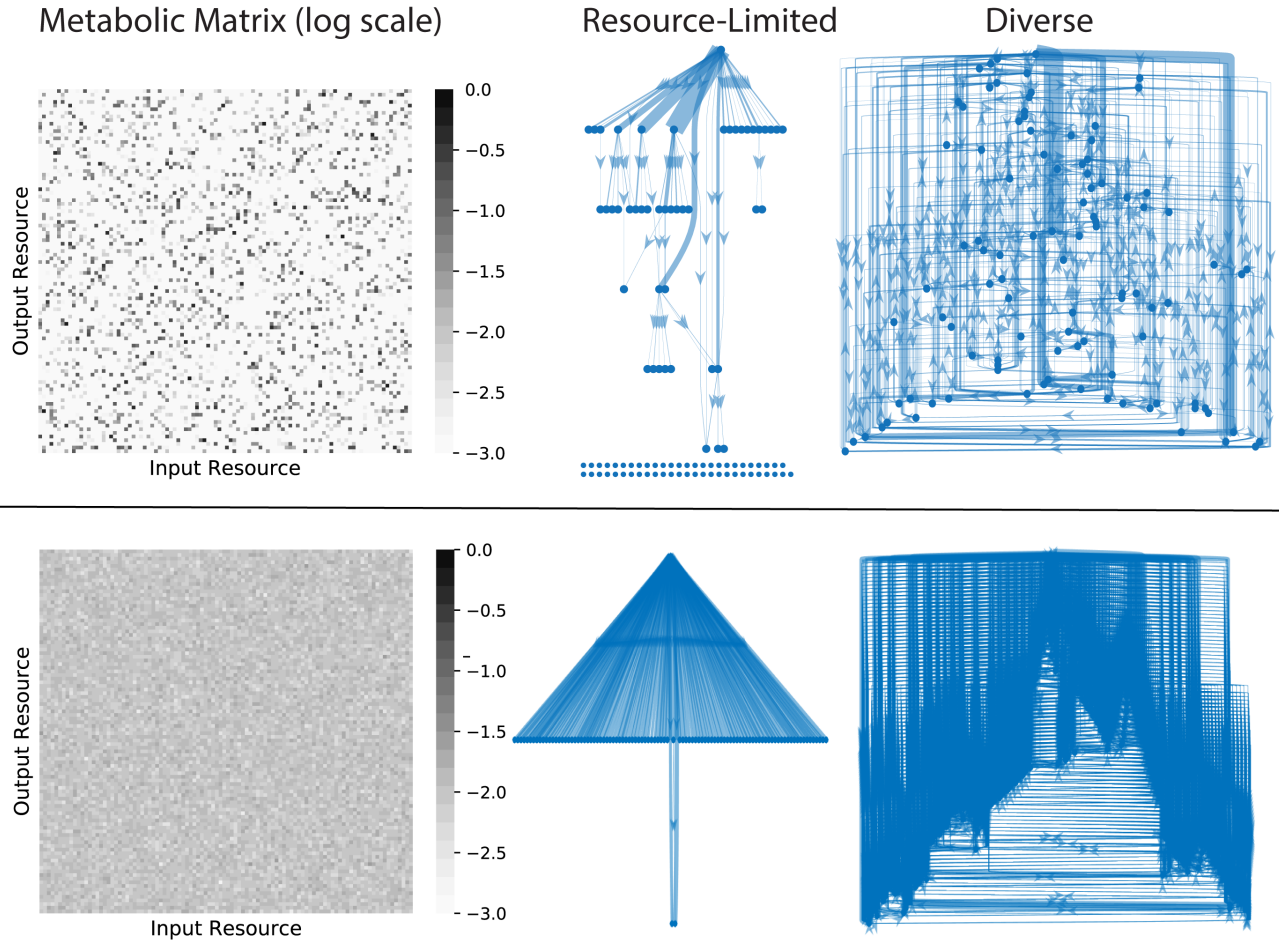 Metabolic Matrix (log scale)
Resource-Limited
Diverse
0.0
−0.5
−1.0
−1.5
−2.0
−2.5
−3.0
Output Resource
Input Resource
0.0
−0.5
−
−1.0
−1.5
−2.0
−2.5
−3.0
Output Resource
Input Resource